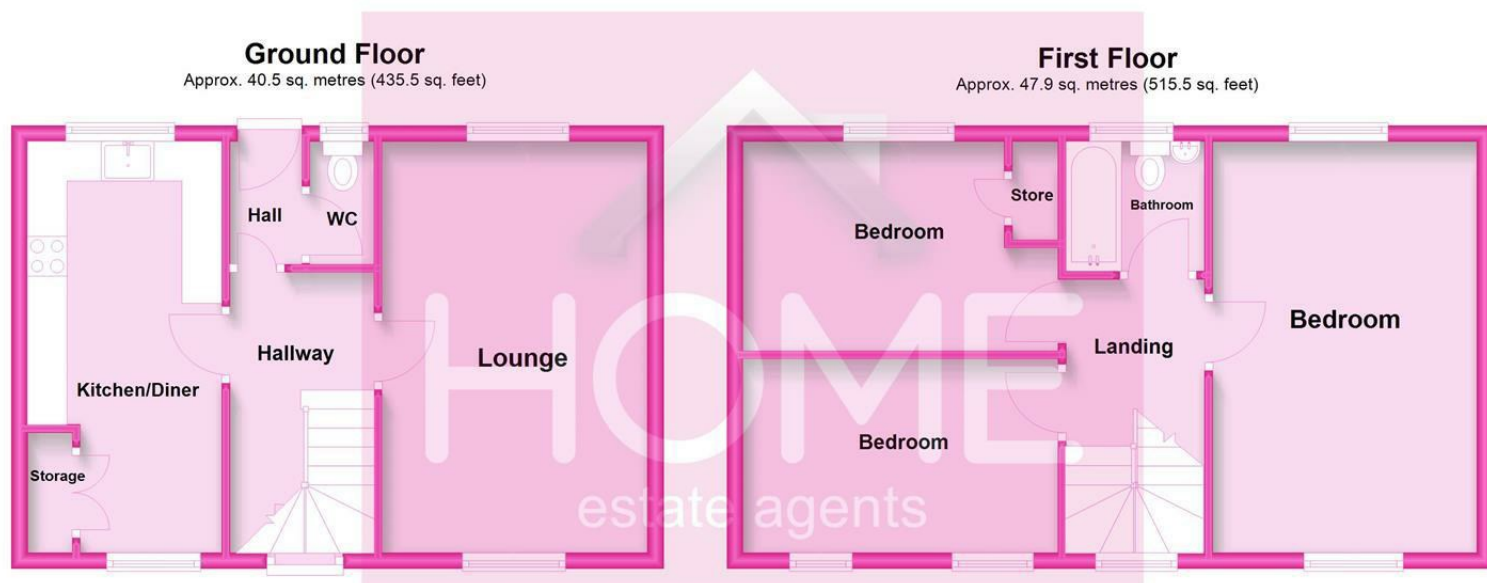 Ground Floor
Approx. 40.5 sq. metres (435.5 sq. feet)
Hall
WC
Hallway
Lounge
Kitchen/Diner
Storage
First Floor
Approx. 47.9 sq. metres (515.5 sq. feet)
Bedroom
Store
Bathroom
Bedroom
Landing
Bedroom
HOME
estate agents